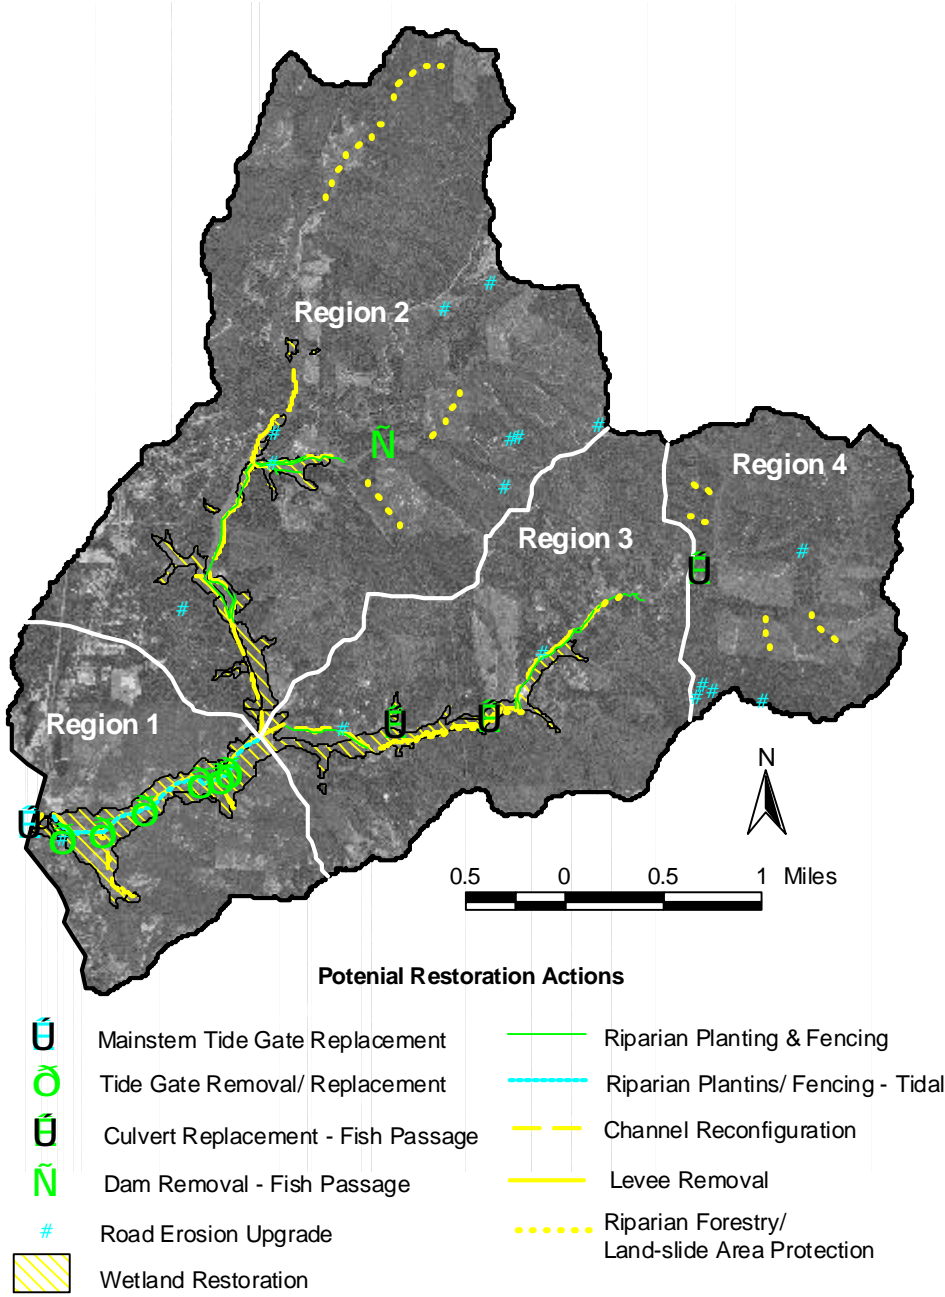 Region 2
Ñ
Region 4
Region 3
Ú
Region 1
Ú
Ú
Ú
N
0.5 0 0.5 1 Miles
Potenial Restoration Actions
Ú Mainstem Tide Gate Replacement
Ò Tide Gate Removal/ Replacement
Ú Culvert Replacement - Fish Passage
Ñ Dam Removal - Fish Passage
# Road Erosion Upgrade
Wetland Restoration
Riparian Planting & Fencing
Riparian Plantins/ Fencing - Tidal
Channel Reconfiguration
Levee Removal
Riparian Forestry/
Land-slide Area Protection